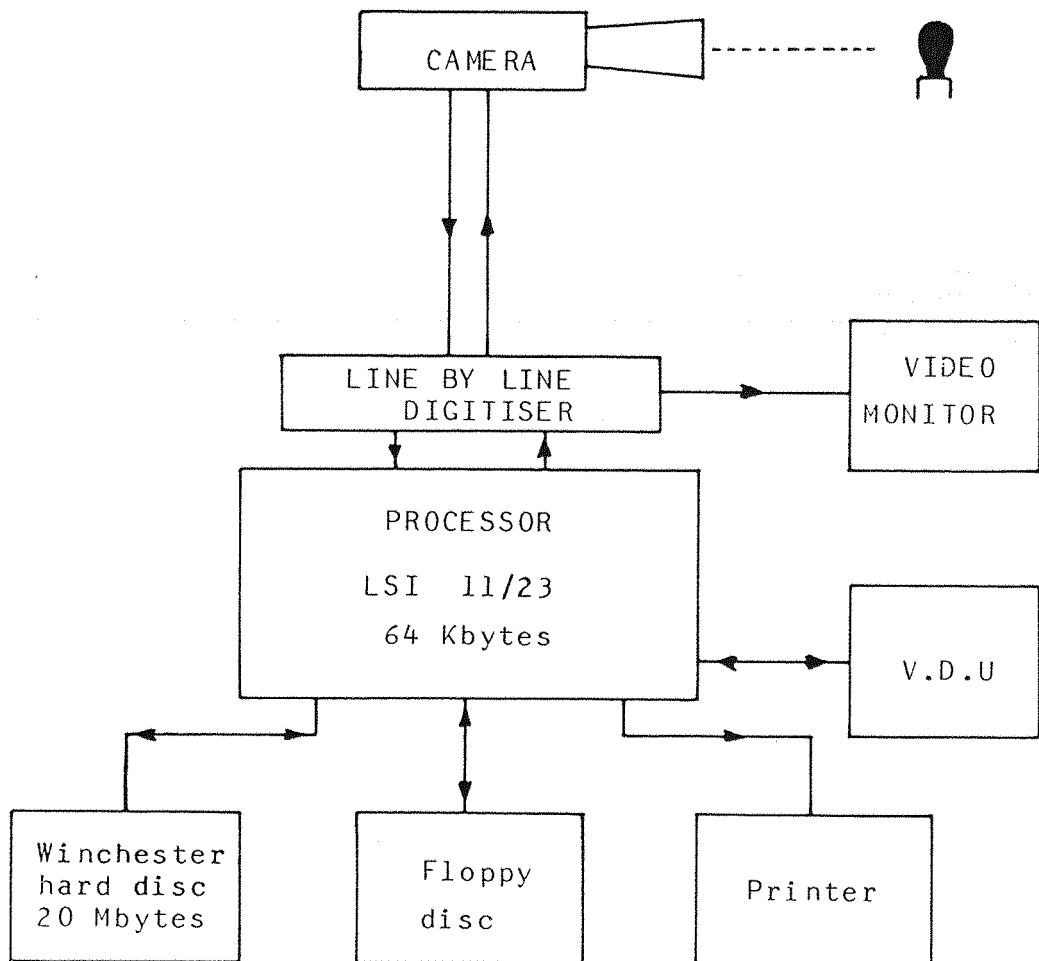 CAMERA
LINE BY LINE
DIGITISER
VIDEO
MONITOR
PROCESSOR
LSI 11/23
64 Kbytes
V.D.U
Winchester
hard disc
20 Mbytes
Floppy
disc
Printer